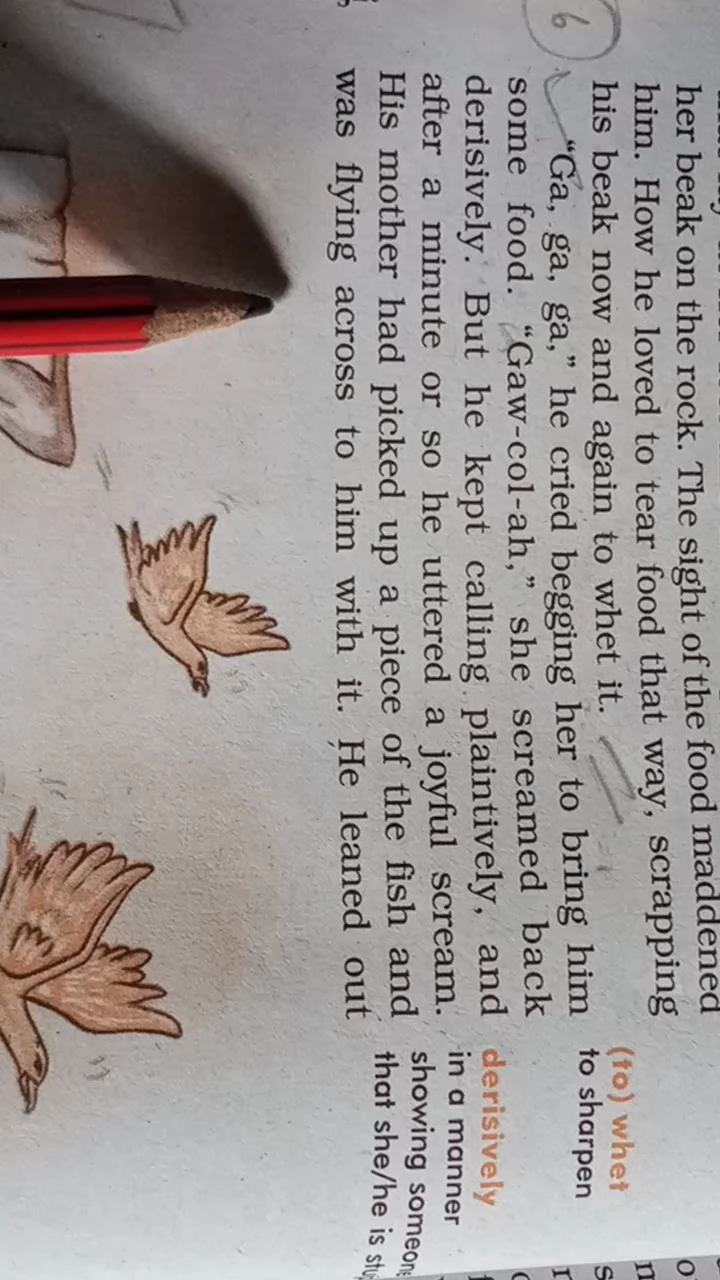 her beak on the rock. The sight of the food maddened
him. How he loved to tear food that way, scrapping
his beak now and again to whet it.
“Ga, ga, ga,” he cried begging her to bring him
some food. “Gaw-col-ah,” she screamed back
derisively. But he kept calling plaintively, and
after a minute or so he uttered a joyful scream.
His mother had picked up a piece of the fish and
was flying across to him with it. He leaned out
6
(to) whet
to sharpen
derisively
in a manner
showing someone
that she/he is